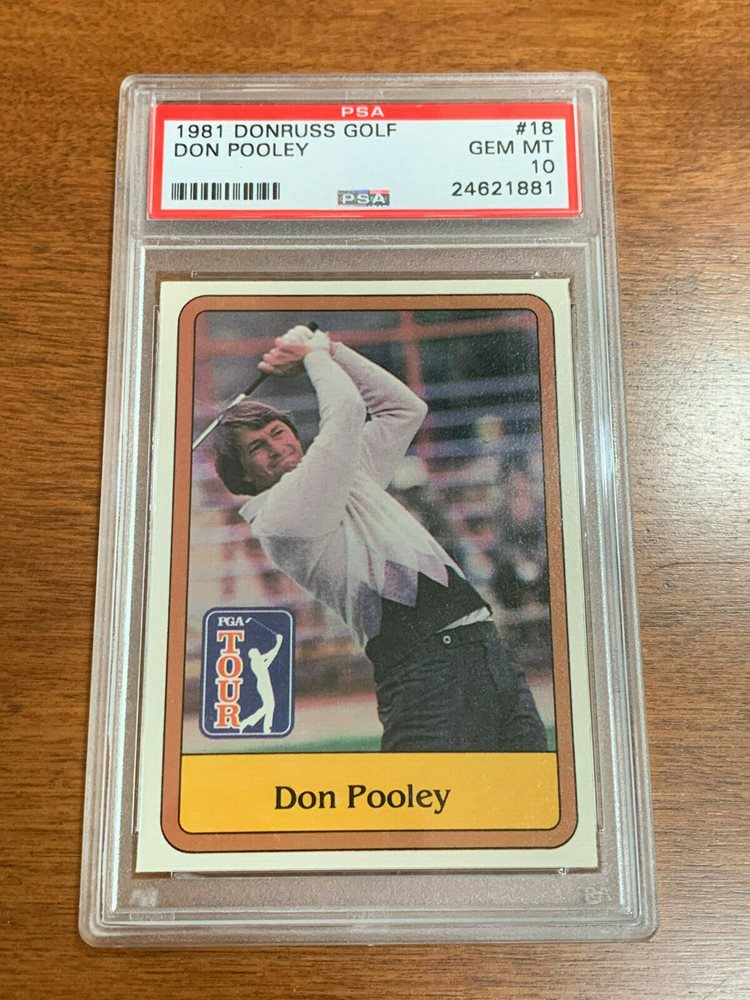 PSA
1981 DONRUSS GOLF #18
DON POOLEY GEM MT
10
PSA 24621881
PGA
TOUR
Don Pooley